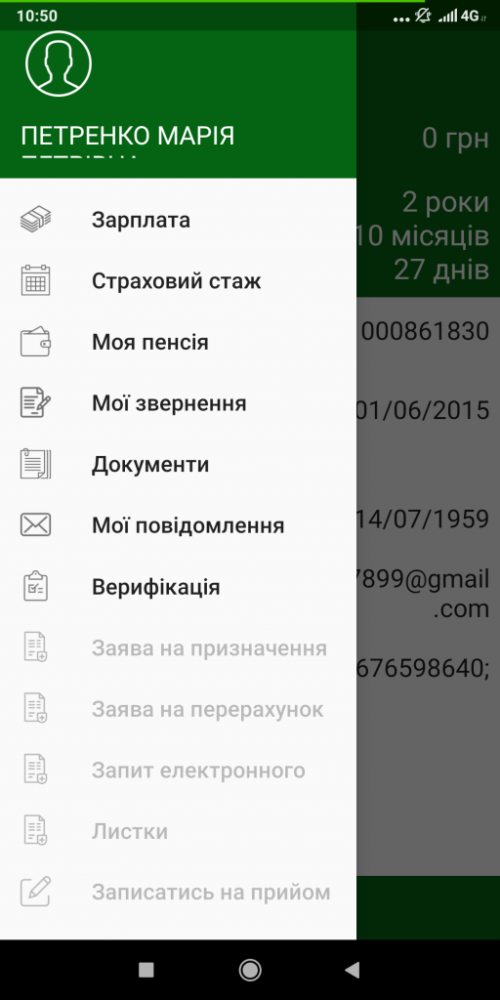 10:50
4G
ПЕТРЕНКО МАРІЯ
0 грн
2 роки
10 місяців
27 днів
Зарплата
Страховий стаж
000861830
Моя пенсія
Мої звернення
01/06/2015
Документи
Мої повідомлення
14/07/1959
Верифікація
7899@gmail
.com
Заява на призначення
676598640;
Заява на перерахунок
Запит електронного
Листки
Записатись на прийом